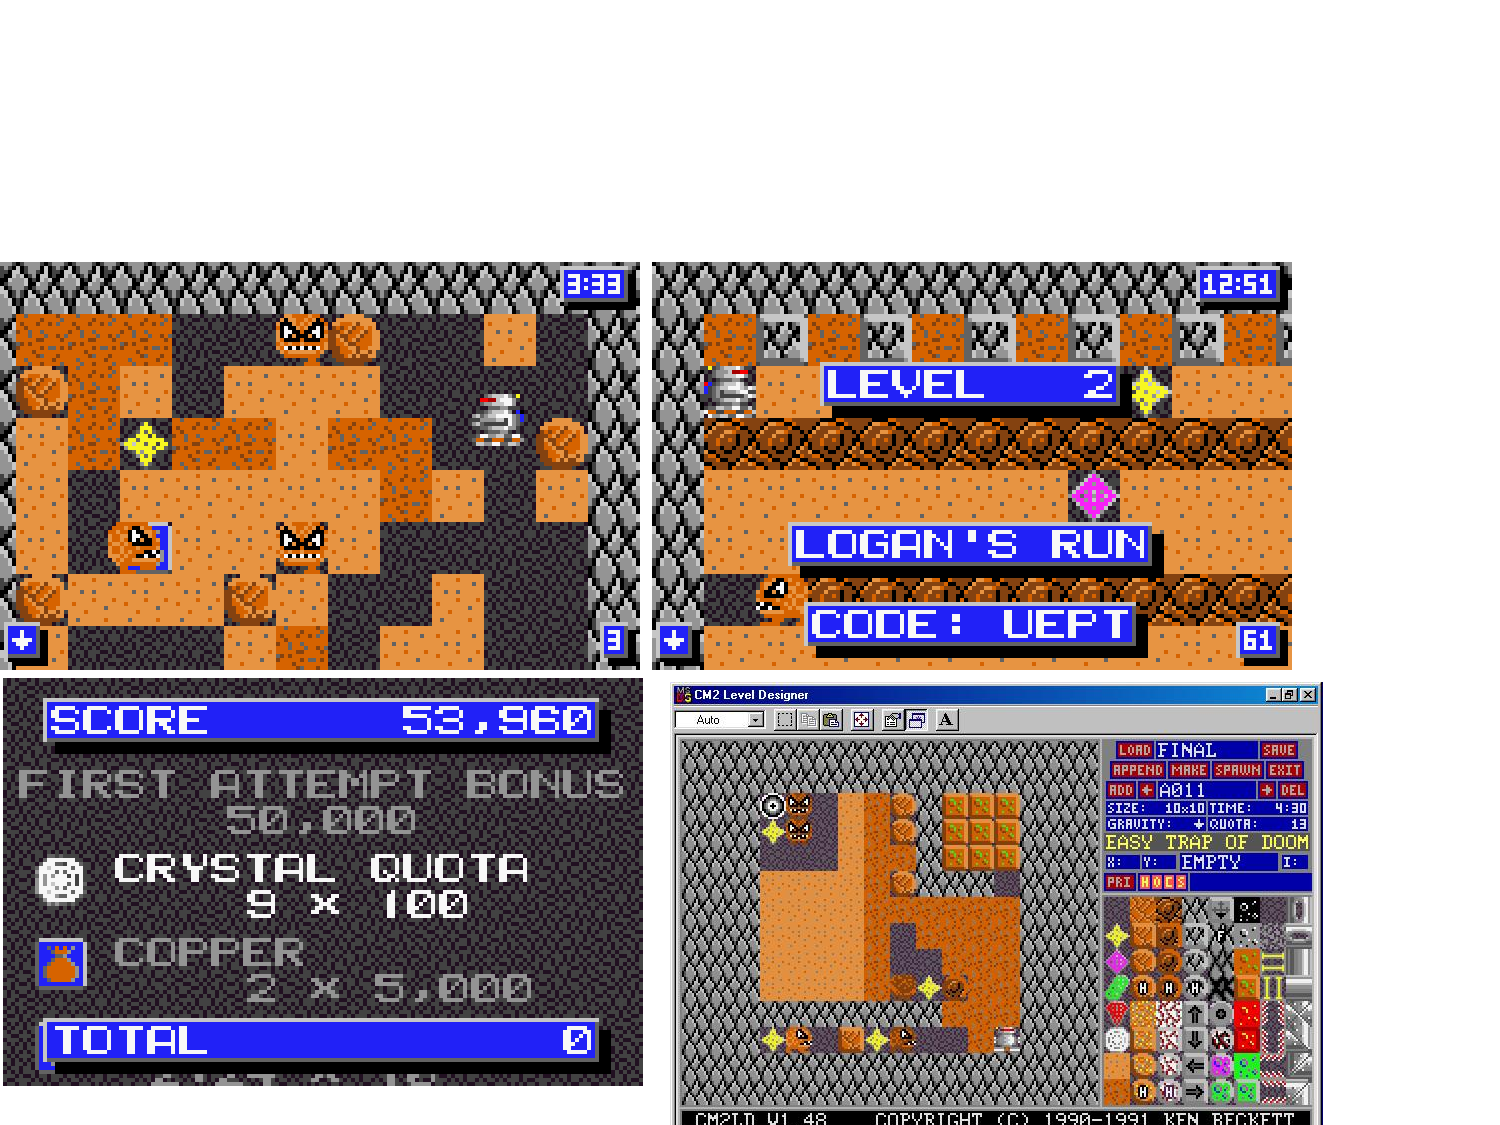 3:33
3
12:51
LEVEL 2
LOGAN'S RUN
CODE: UEPT
61
SCORE 53,960
FIRST ATTEMPT BONUS
50,000
CRYSTAL QUOTA
9 x 100
COPPER
2 x 5,000
TOTAL 0
CM2 Level Designer
Auto
A
LOAD FINAL SAVE
APPEND MAKE SPAWN EXIT
ADD A011 DEL
SIZE: 10x10 TIME: 4:30
GRAVITY: QUOTA: 13
EASY TRAP OF DOOM
X: Y: EMPTY I:
PRI H O C S
CM2LD V1.48 COPYRIGHT (C) 1990-1991 KEN BECKETT